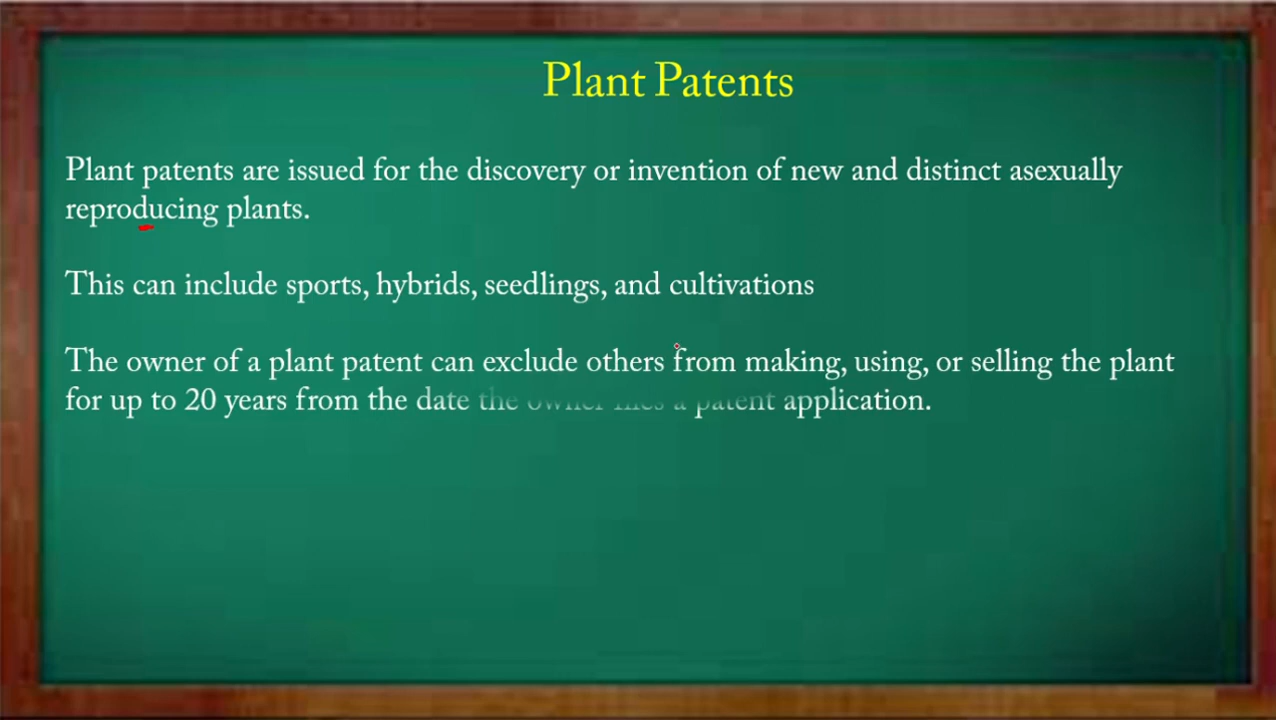 Plant Patents
Plant patents are issued for the discovery or invention of new and distinct asexually
reproducing plants.
This can include sports, hybrids, seedlings, and cultivations
The owner of a plant patent can exclude others from making, using, or selling the plant
for up to 20 years from the date the owner files a patent application.